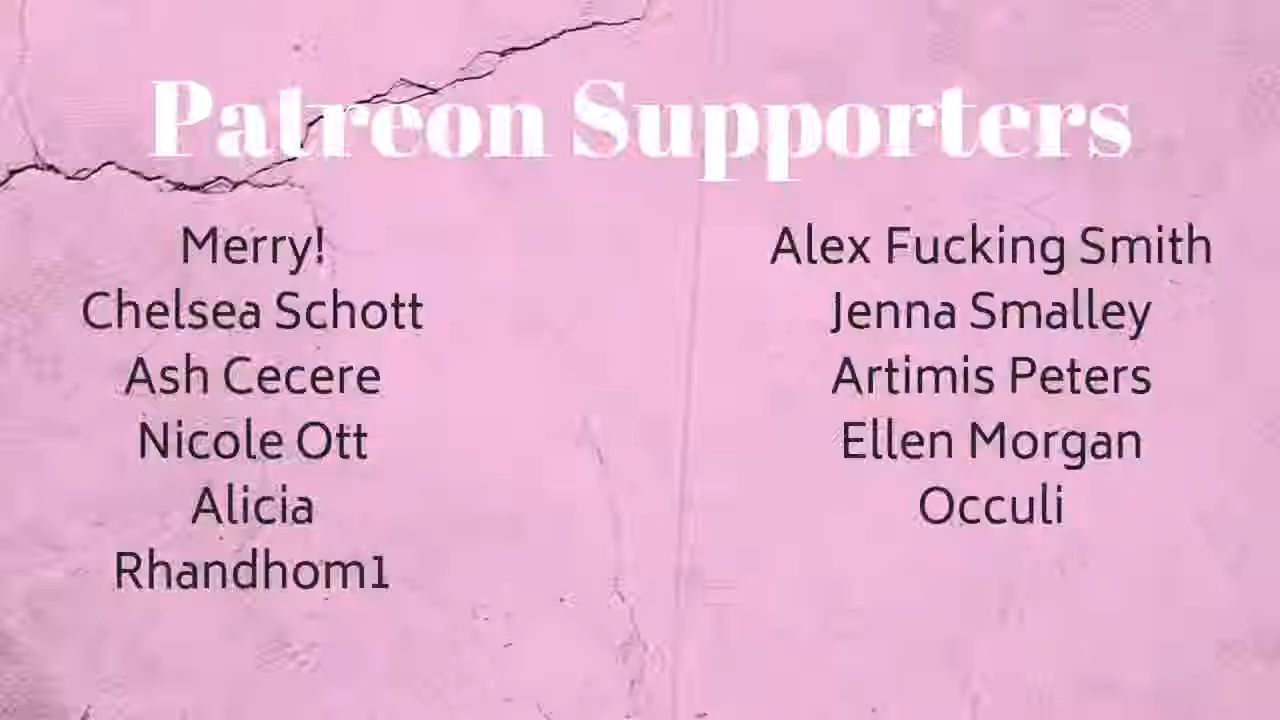 Patreon Supporters
Merry!
Chelsea Schott
Ash Cecere
Nicole Ott
Alicia
Rhandhom1
Alex Fucking Smith
Jenna Smalley
Artimis Peters
Ellen Morgan
Occuli